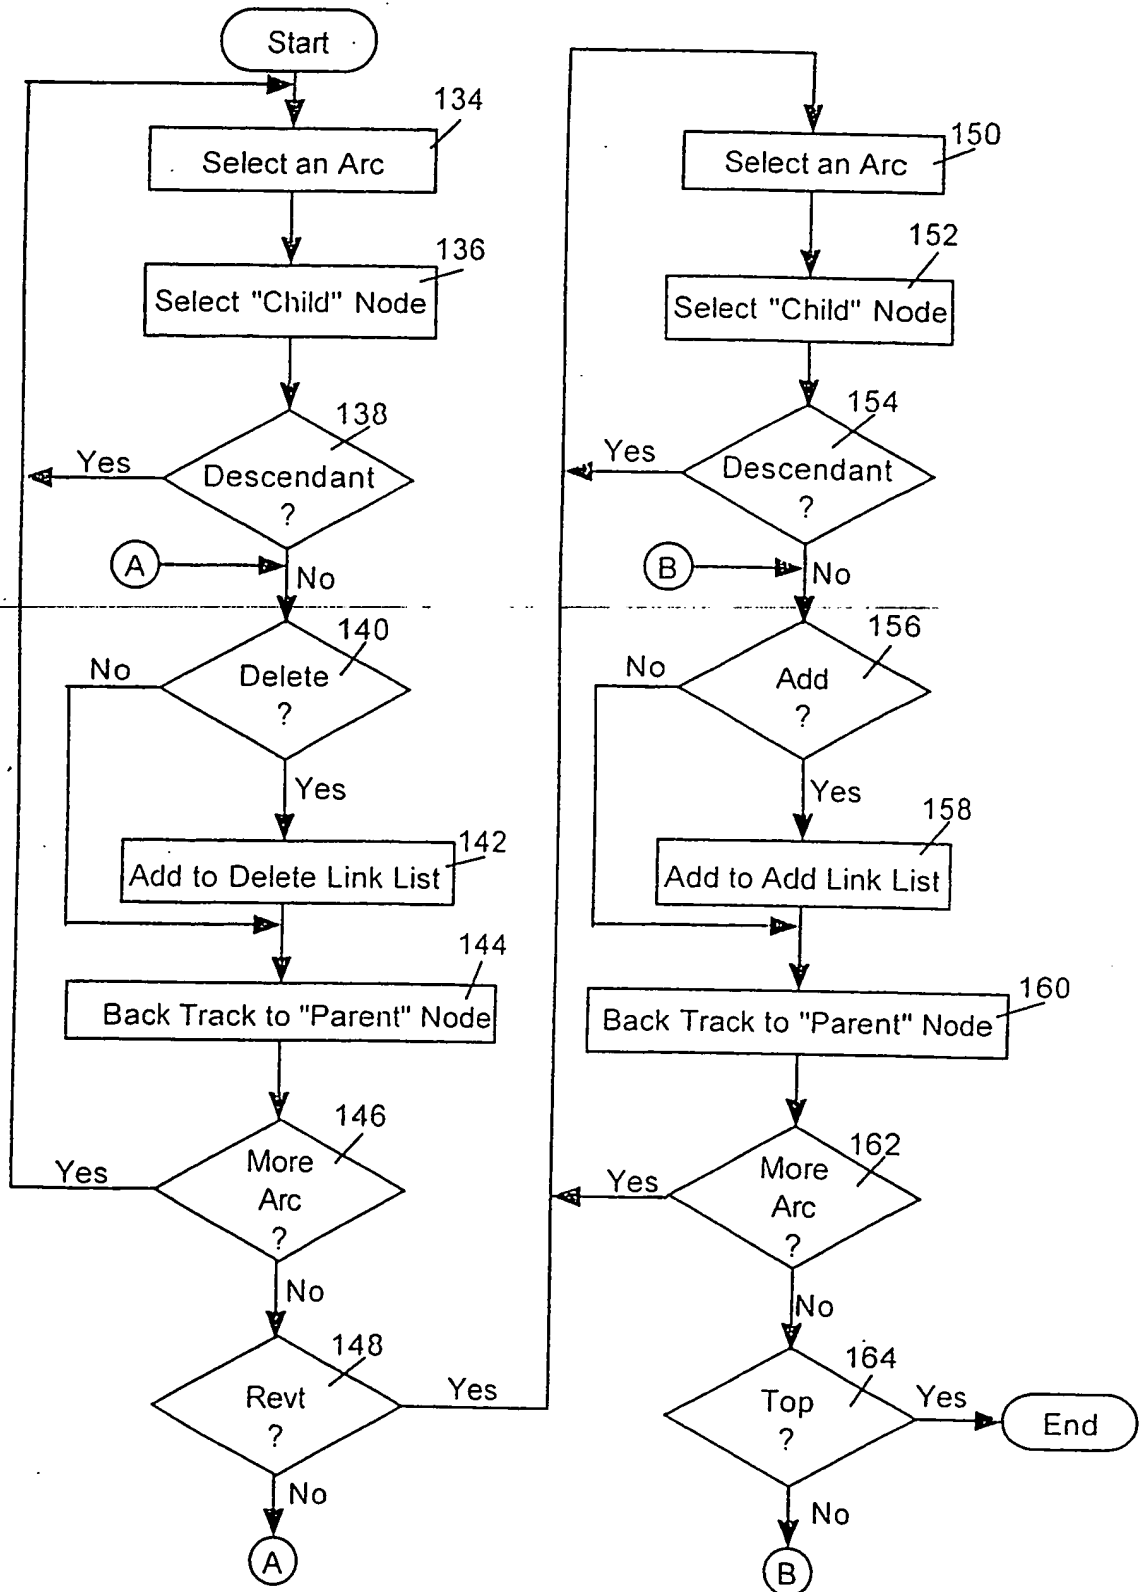 Start
134
Select an Arc
136
Select "Child" Node
138
Yes
Descendant
?
A
No
140
No
Delete
?
Yes
142
Add to Delete Link List
144
Back Track to "Parent" Node
146
Yes
More
Arc
?
No
148
Revt
?
Yes
No
A
150
Select an Arc
152
Select "Child" Node
154
Yes
Descendant
?
B
No
156
No
Add
?
Yes
158
Add to Add Link List
160
Back Track to "Parent" Node
162
Yes
More
Arc
?
No
164
Top
?
Yes
End
No
B